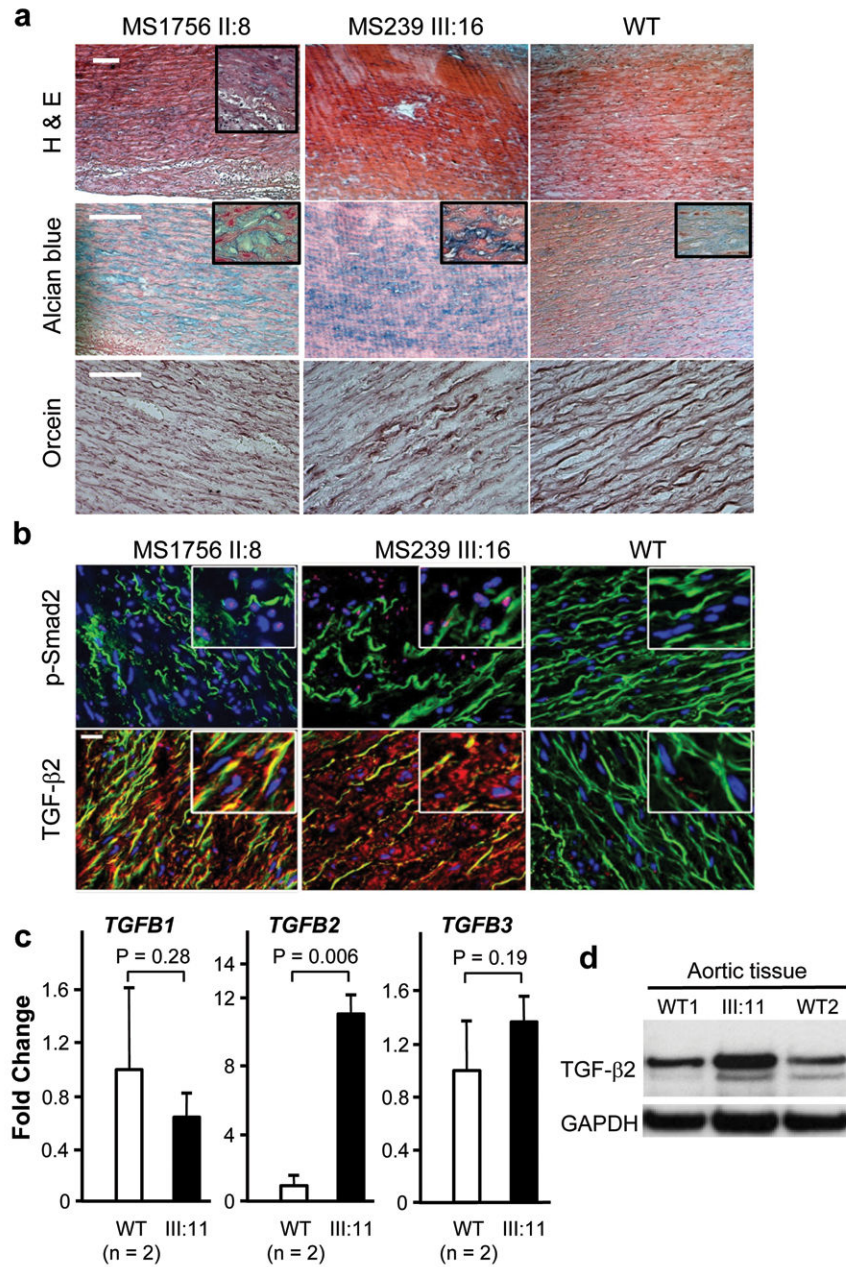 a
MS1756 II:8 MS239 III:16 WT
H & E
Alcian blue
Orcein
b
MS1756 II:8 MS239 III:16 WT
p-Smad2
TGF-β2
c
TGFB1 TGFB2 TGFB3
P = 0.28 P = 0.006 P = 0.19
Fold Change
1.6
1.2
0.8
0.4
0
WT III:11
(n = 2)
14
12
8
4
0
WT III:11
(n = 2)
1.6
1.2
0.8
0.4
0
WT III:11
(n = 2)
d
Aortic tissue
WT1 III:11 WT2
TGF-β2
GAPDH